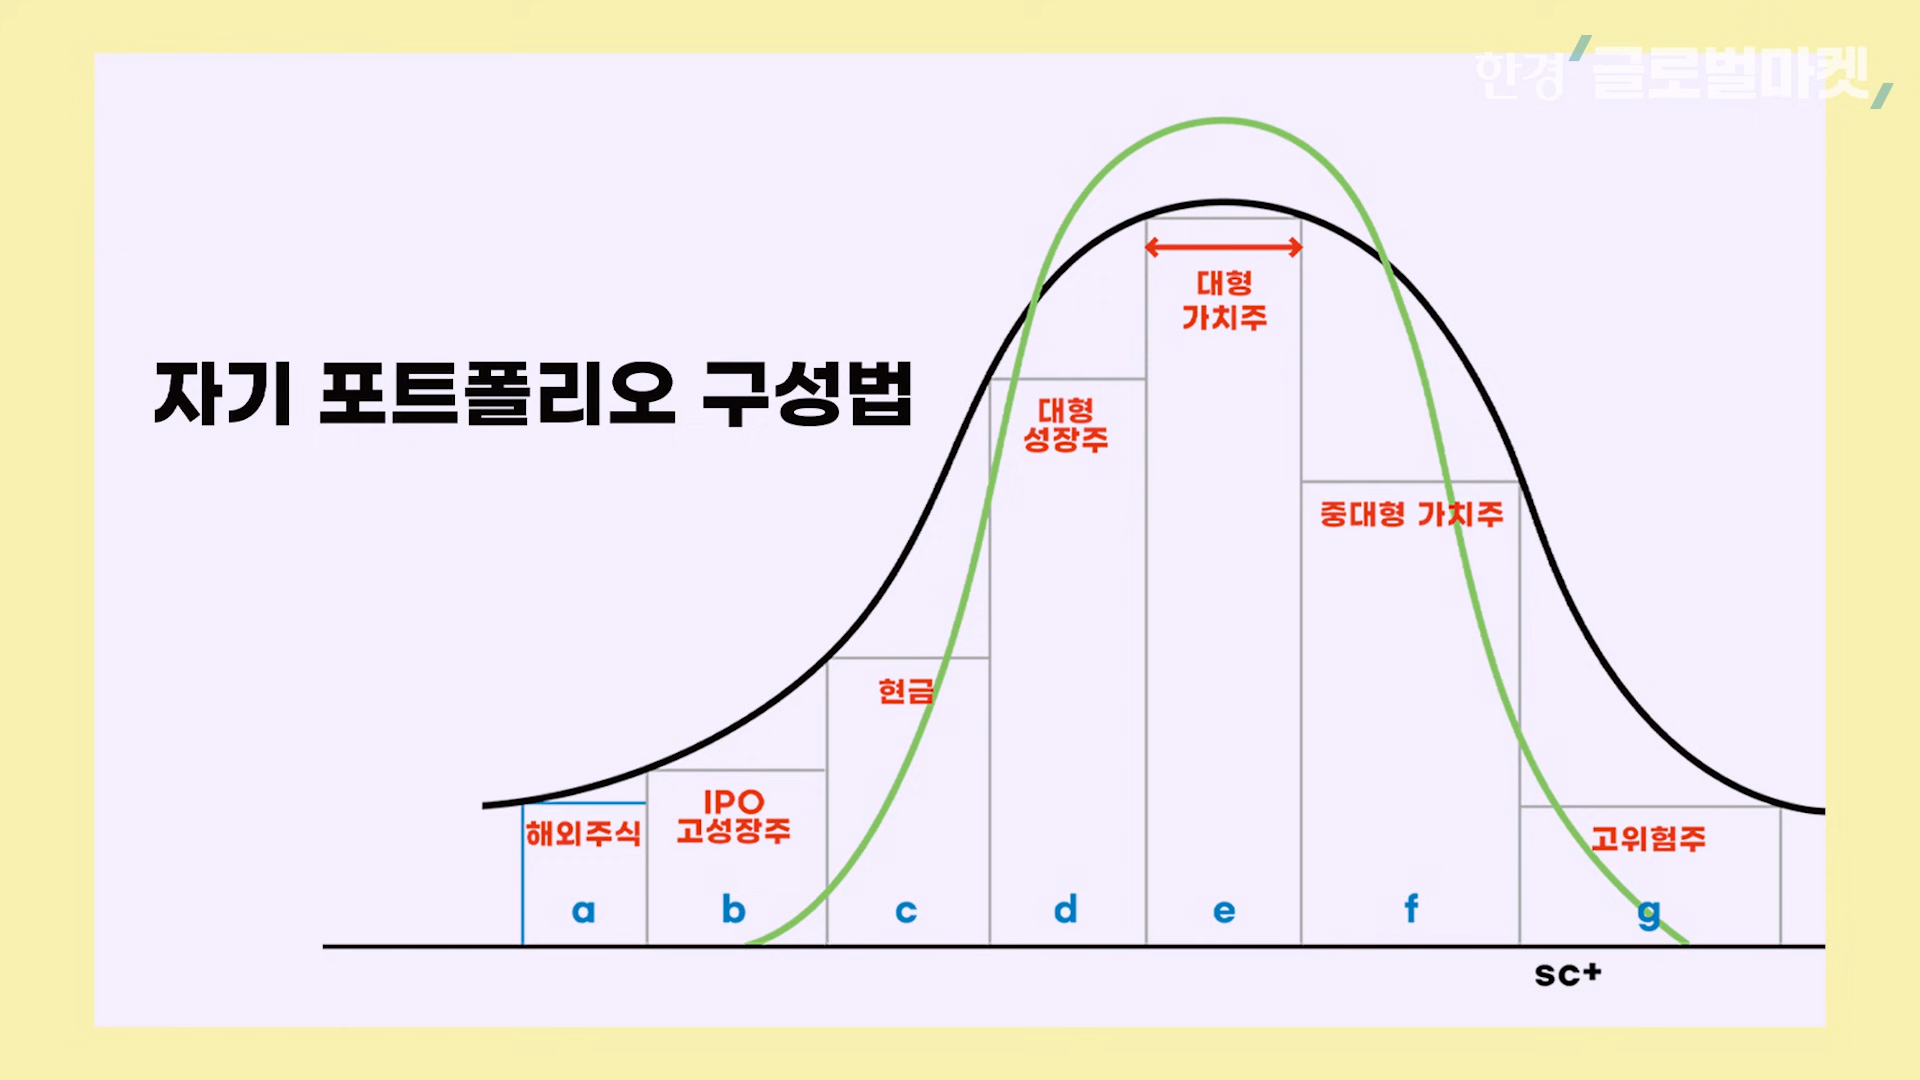 한경 글로벌마켓
자기 포트폴리오 구성법
대형
가치주
대형
성장주
중대형 가치주
현금
IPO
고성장주
해외주식
고위험주
a b c d e f g
sc+